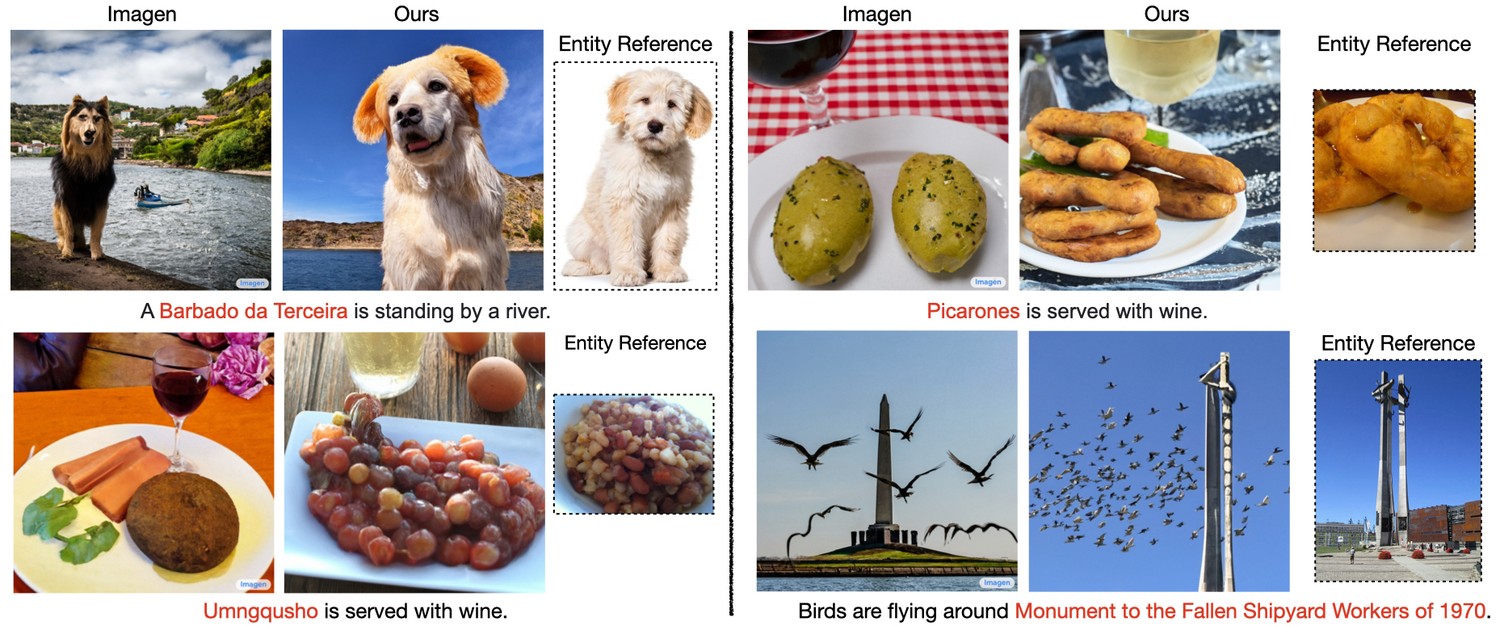 Imagen
Ours
Entity Reference
Imagen
A Barbado da Terceira is standing by a river.
Imagen
Ours
Entity Reference
Imagen
Picarones is served with wine.
Entity Reference
Imagen
Umngqusho is served with wine.
Entity Reference
Imagen
Birds are flying around Monument to the Fallen Shipyard Workers of 1970.